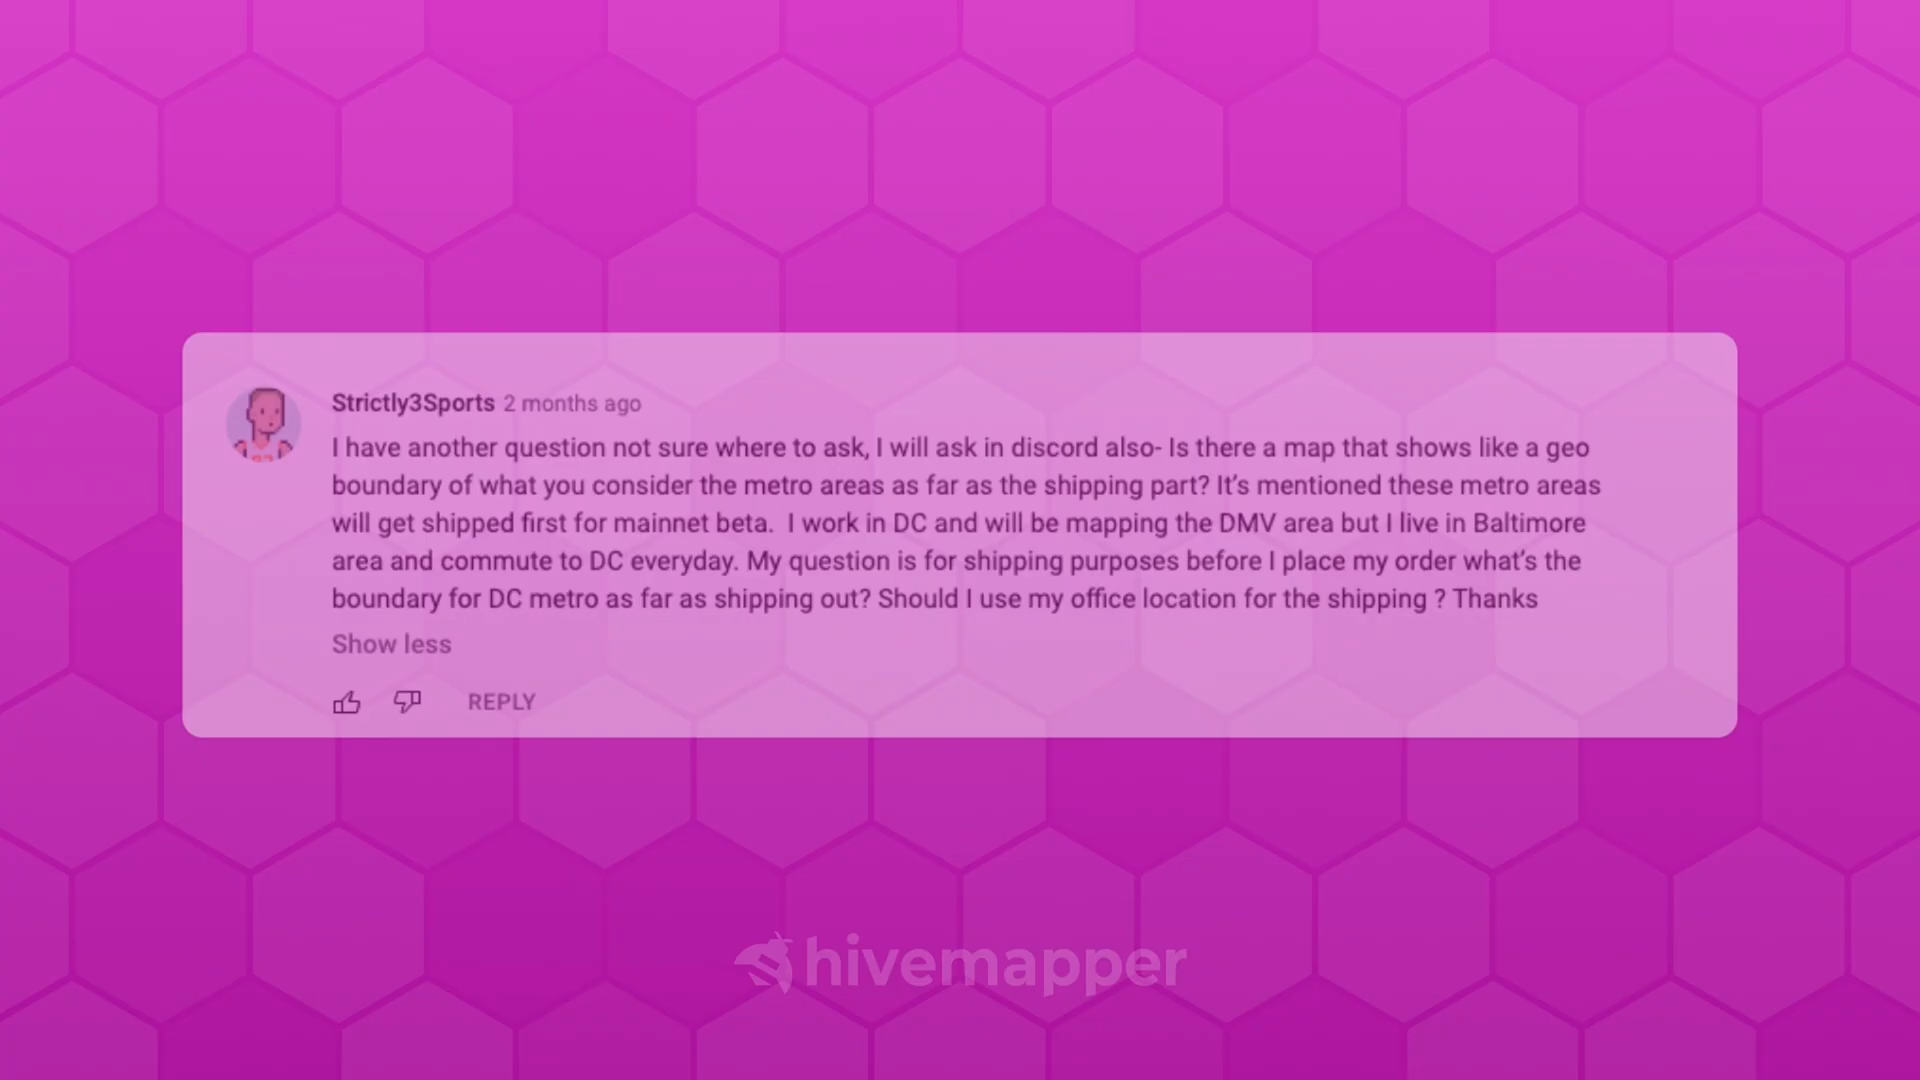 Strictly3Sports 2 months ago
I have another question not sure where to ask, I will ask in discord also- Is there a map that shows like a geo
boundary of what you consider the metro areas as far as the shipping part? It’s mentioned these metro areas
will get shipped first for mainnet beta.  I work in DC and will be mapping the DMV area but I live in Baltimore
area and commute to DC everyday. My question is for shipping purposes before I place my order what’s the
boundary for DC metro as far as shipping out? Should I use my office location for the shipping ? Thanks
Show less
REPLY
hivemapper